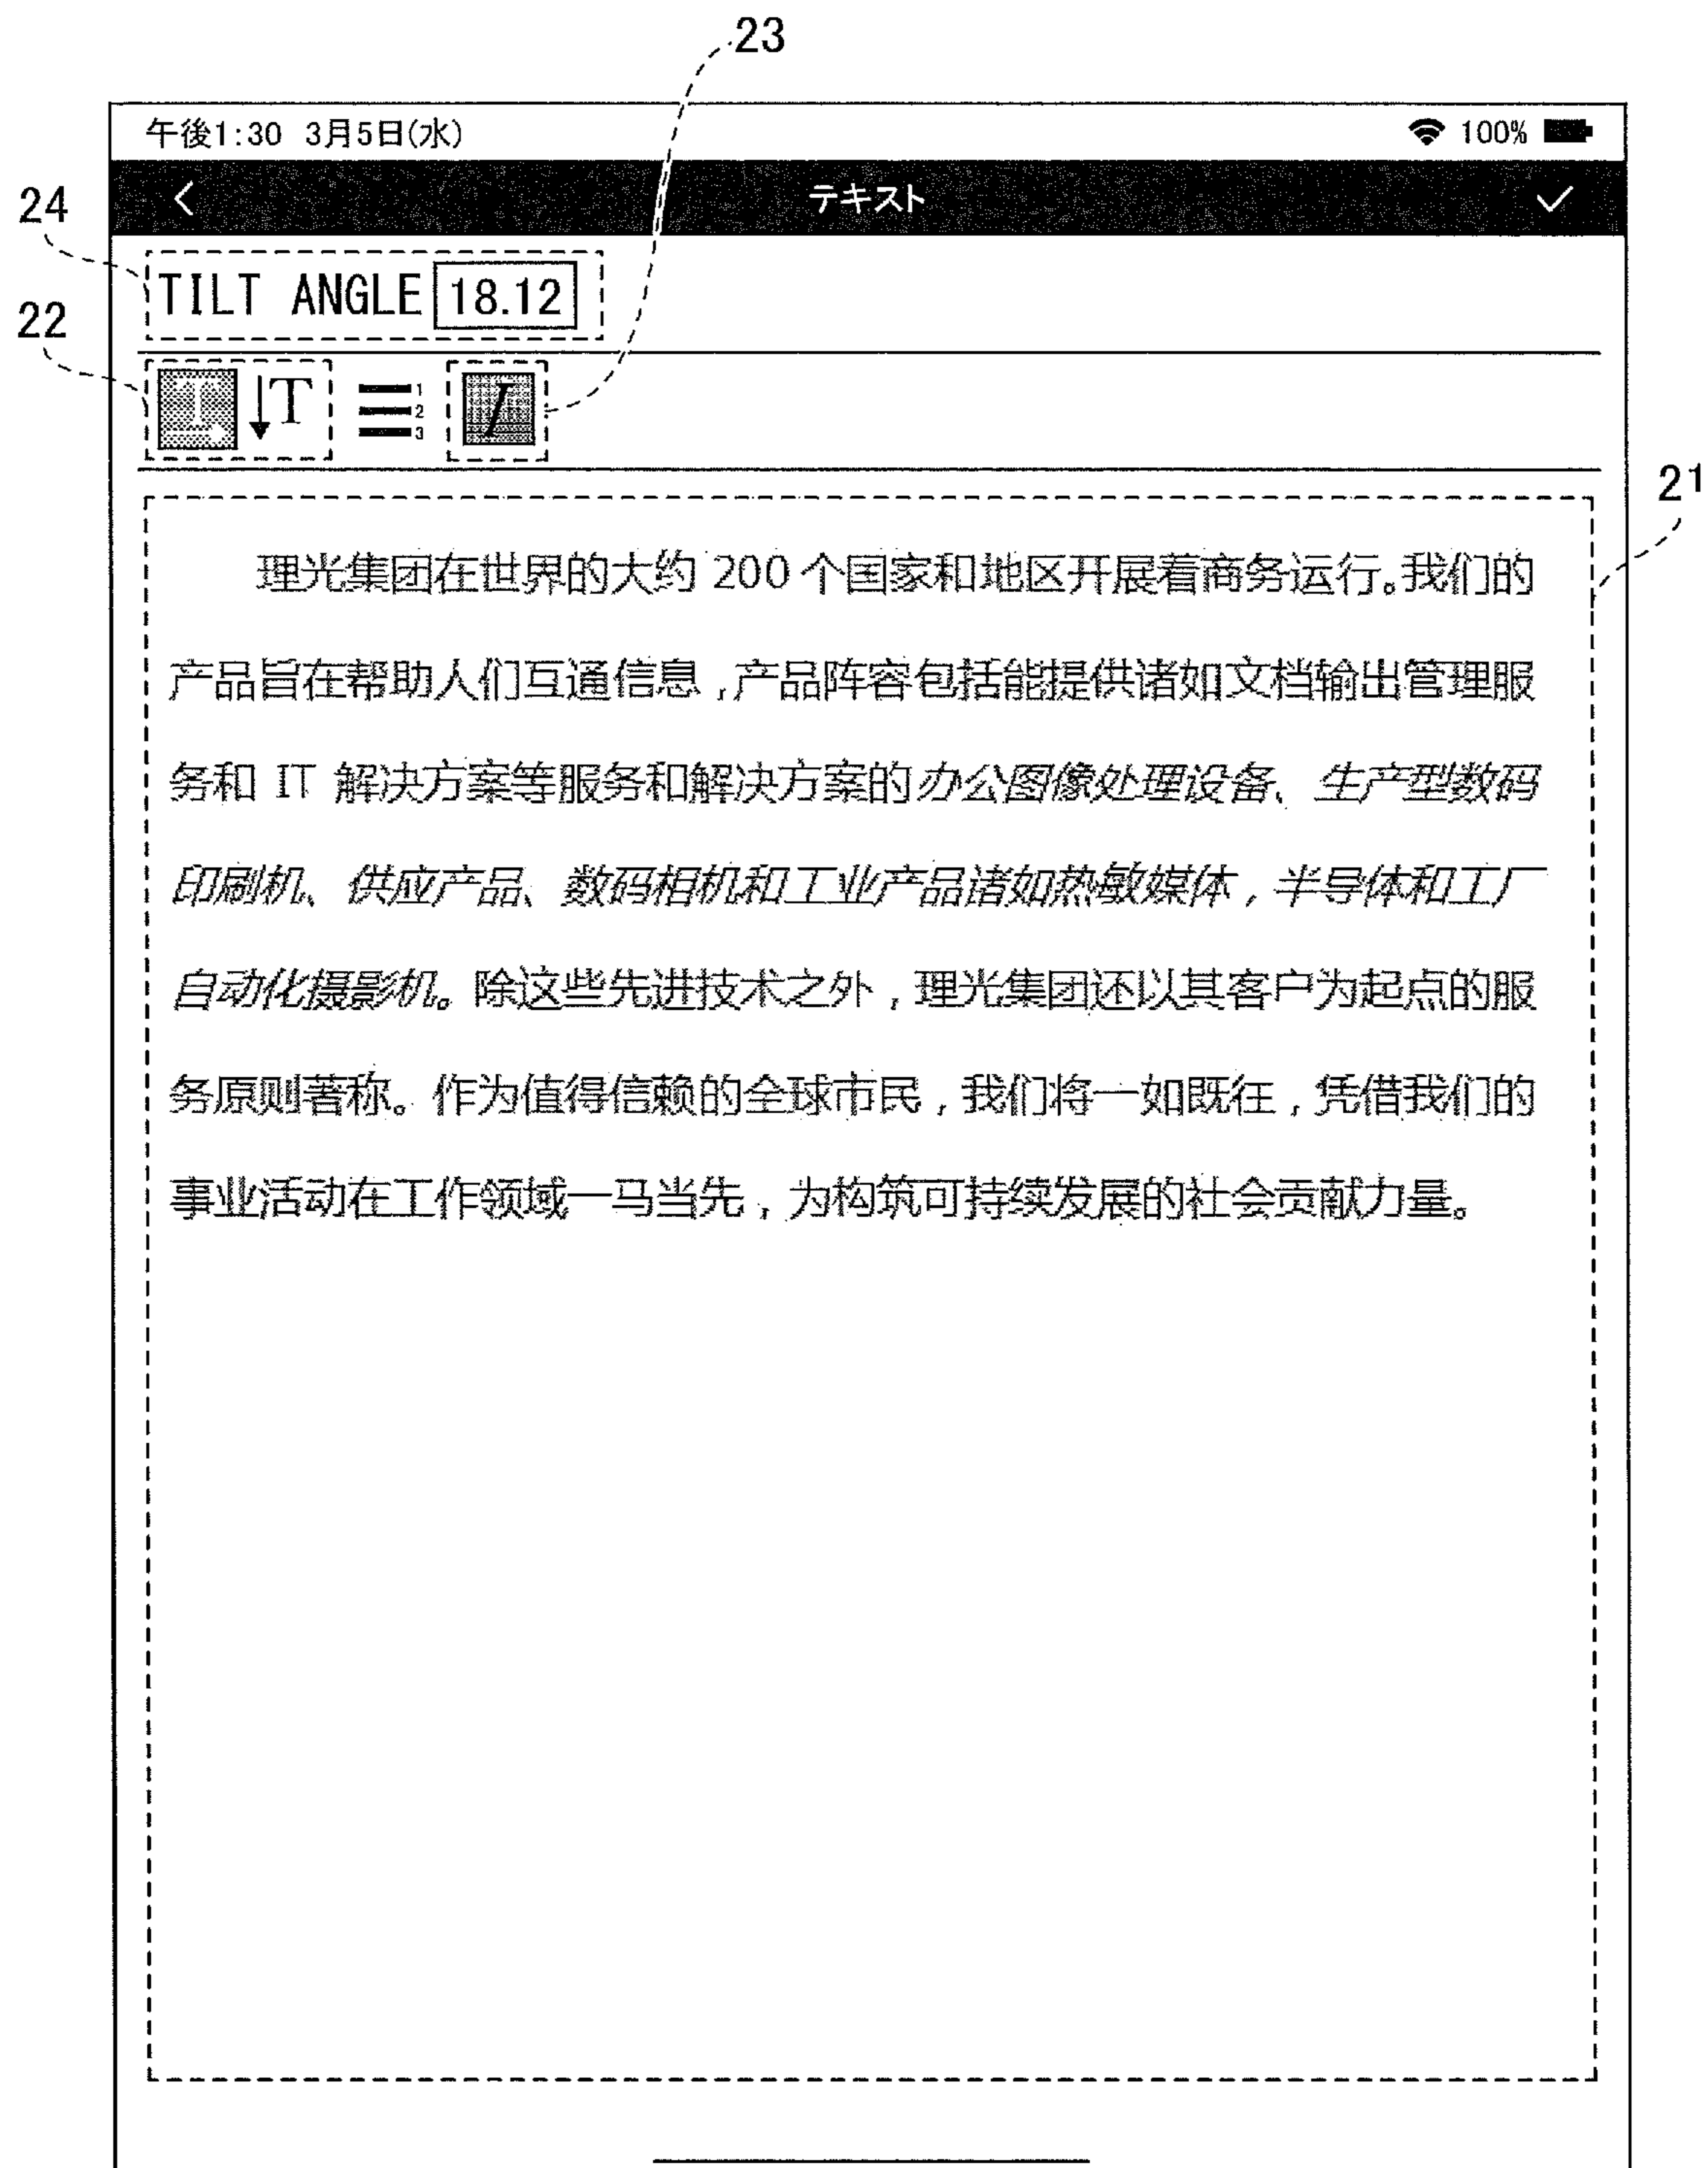 23
午後1:30 3月5日(水) 100%
24
テキスト
TILT ANGLE 18.12
22
T T 1 2 3 I
21
理光集团在世界的大约 200 个国家和地区开展着商务运行。我们的
产品旨在帮助人们互通信息,产品阵容包括能提供诸如文档输出管理服
务和 IT 解决方案等服务和解决方案的办公图像处理设备、生产型数码
印刷机、供应产品、数码相机和工业产品诸如热敏媒体,半导体和工厂
自动化摄影机。除这些先进技术之外,理光集团还以其客户为起点的服
务原则著称。作为值得信赖的全球市民,我们将一如既往,凭借我们的
事业活动在工作领域一马当先,为构筑可持续发展的社会贡献力量。